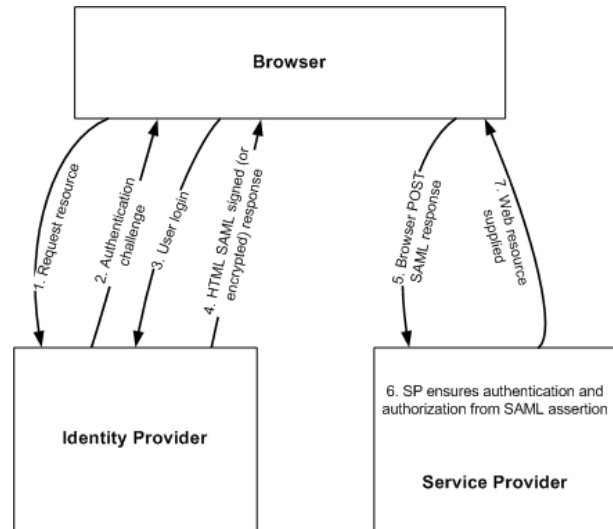 Browser
1. Request resource
2. Authentication
challenge
3. User login
4. HTML SAML signed (or
encrypted) response
5. Browser POST
SAML response
7. Web resource
supplied
Identity Provider
6. SP ensures authentication and
authorization from SAML assertion
Service Provider